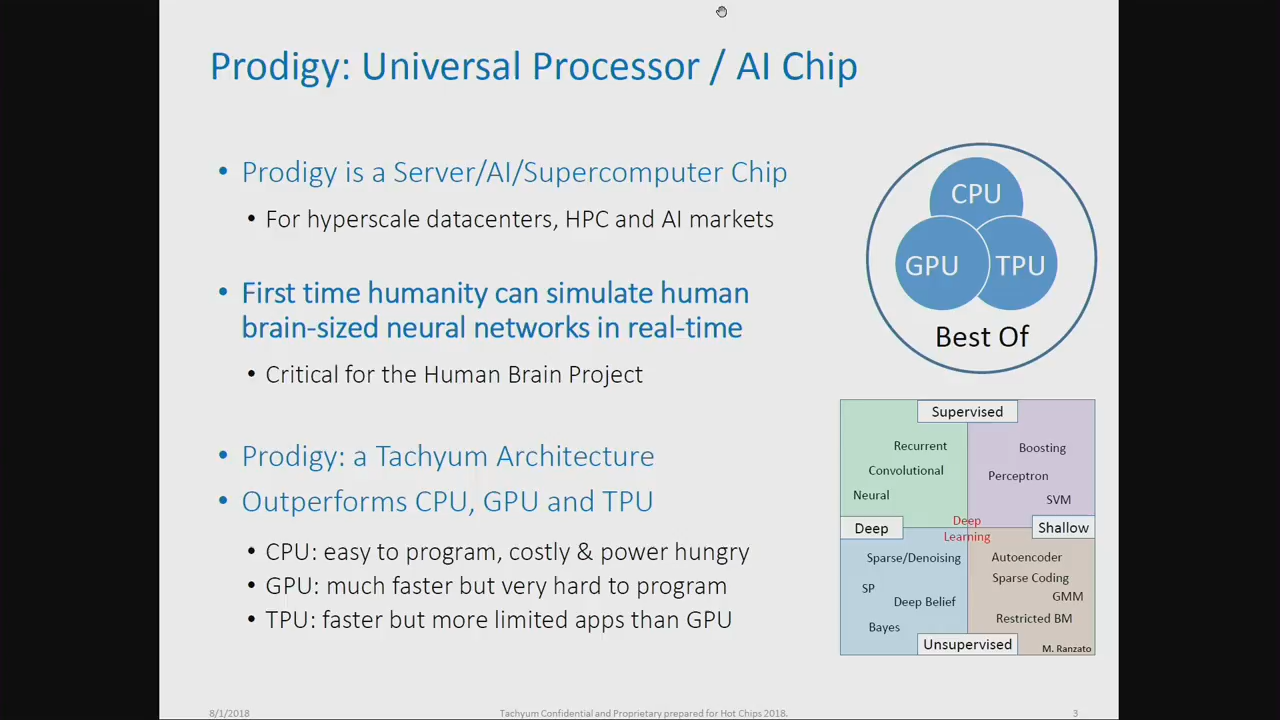 Prodigy: Universal Processor / AI Chip
• Prodigy is a Server/AI/Supercomputer Chip
• For hyperscale datacenters, HPC and AI markets
• First time humanity can simulate human
brain-sized neural networks in real-time
• Critical for the Human Brain Project
• Prodigy: a Tachyum Architecture
• Outperforms CPU, GPU and TPU
• CPU: easy to program, costly & power hungry
• GPU: much faster but very hard to program
• TPU: faster but more limited apps than GPU
CPU
GPU TPU
Best Of
Supervised
Recurrent
Convolutional
Neural
Boosting
Perceptron
SVM
Deep
Deep
Learning
Shallow
Sparse/Denoising
SP
Deep Belief
Bayes
Autoencoder
Sparse Coding
GMM
Restricted BM
Unsupervised
M. Ranzato
8/1/2018
Tachyum Confidential and Proprietary prepared for Hot Chips 2018.
3